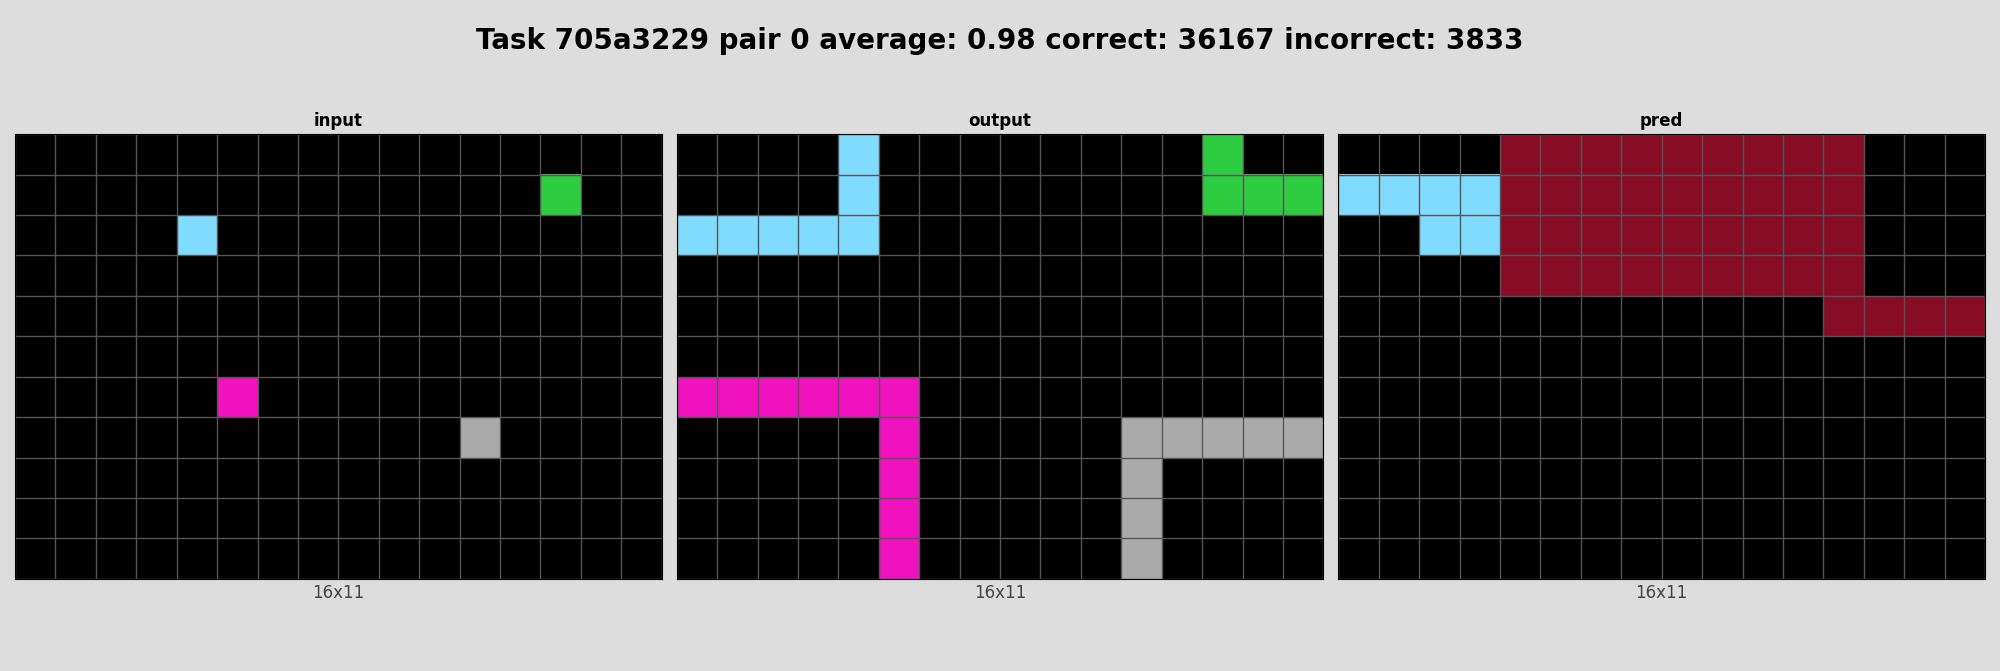 Task 705a3229 pair 0 average: 0.98 correct: 36167 incorrect: 3833
input
output
pred
16x11
16x11
16x11